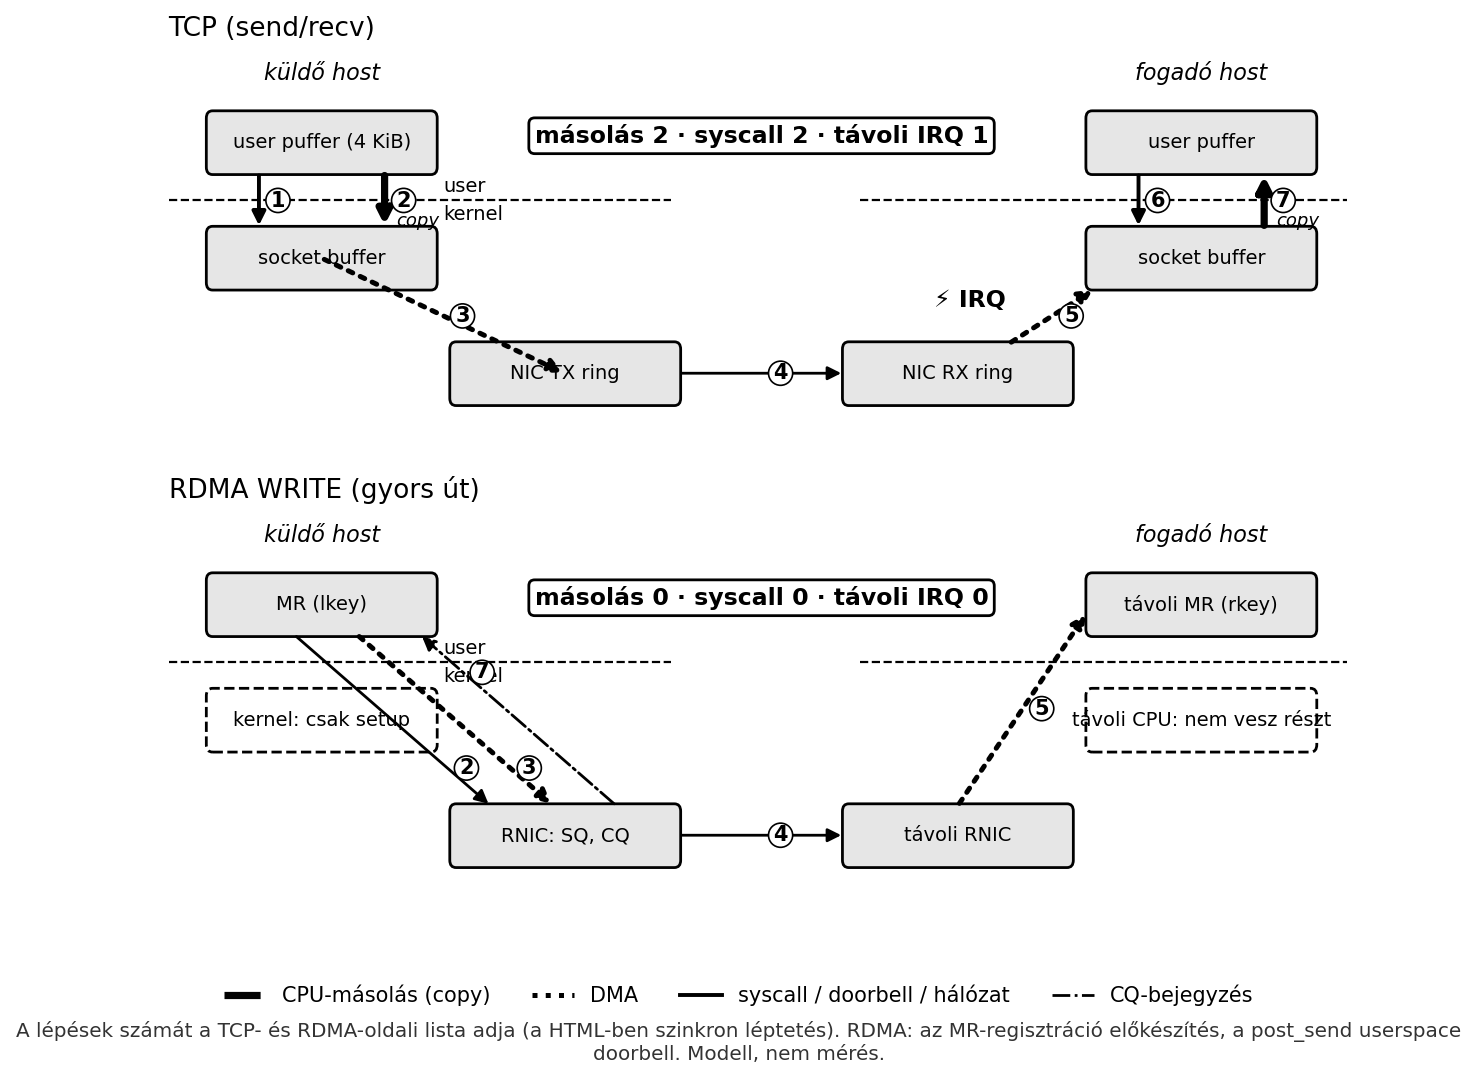 TCP (send/recv)
küldő host
fogadó host
user puffer (4 KiB)
másolás 2 · syscall 2 · távoli IRQ 1
user puffer
1
2
user
6
7
copy
kernel
copy
socket buffer
socket buffer
⚡ IRQ
3
5
NIC TX ring
4
NIC RX ring
RDMA WRITE (gyors út)
küldő host
fogadó host
MR (lkey)
másolás 0 · syscall 0 · távoli IRQ 0
távoli MR (rkey)
user
kernel
7
kernel: csak setup
5
távoli CPU: nem vesz részt
2
3
RNIC: SQ, CQ
4
távoli RNIC
CPU-másolás (copy)
DMA
syscall / doorbell / hálózat
CQ-bejegyzés
A lépések számát a TCP- és RDMA-oldali lista adja (a HTML-ben szinkron léptetés). RDMA: az MR-regisztráció előkészítés, a post_send userspace
doorbell. Modell, nem mérés.